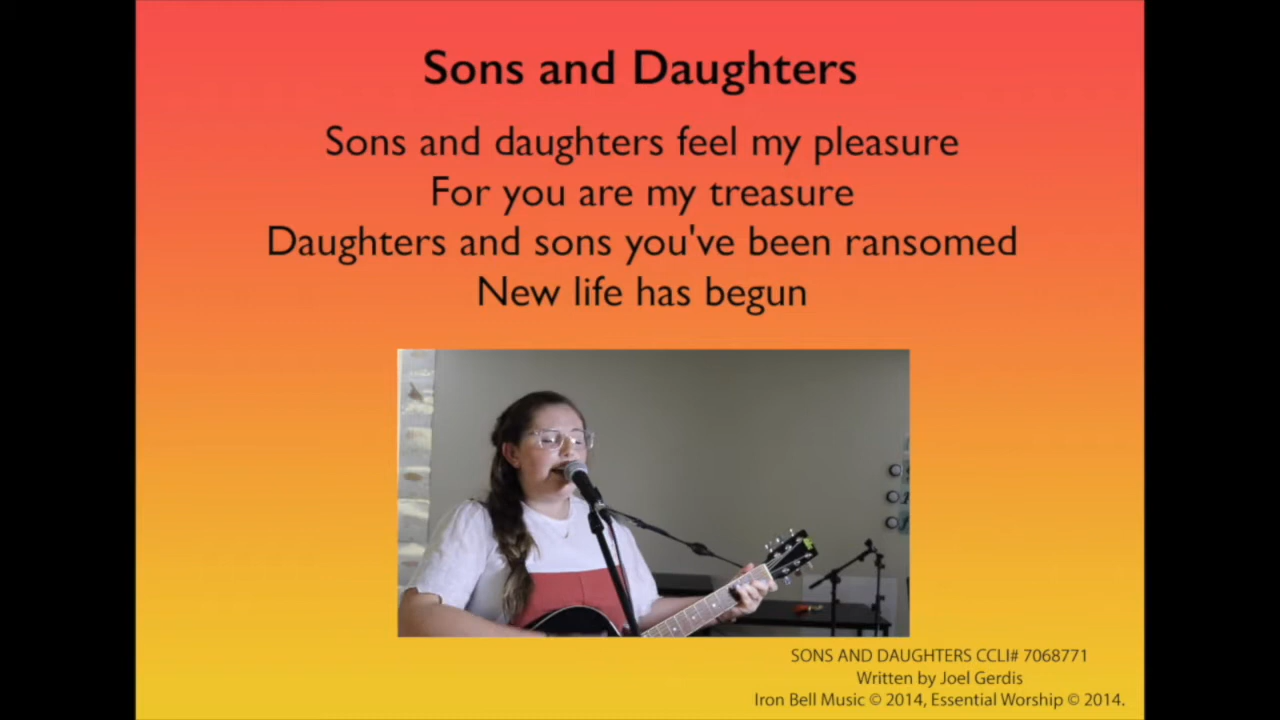 Sons and Daughters
Sons and daughters feel my pleasure
For you are my treasure
Daughters and sons you've been ransomed
New life has begun
SONS AND DAUGHTERS CCLI# 7068771
Written by Joel Gerdis
Iron Bell Music © 2014, Essential Worship © 2014.